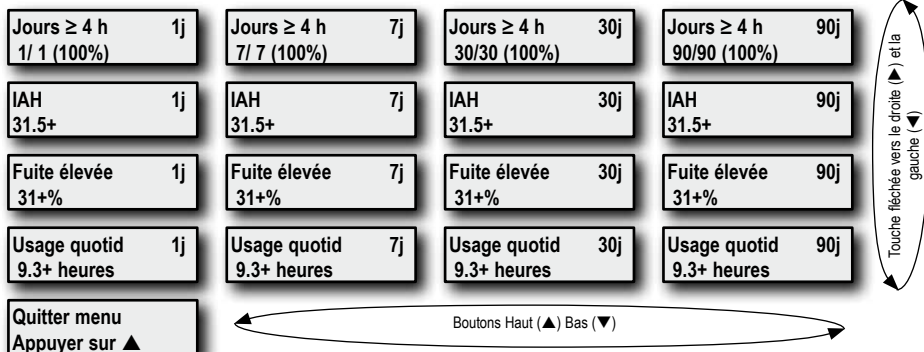 Jours ≥ 4 h 1j
1/ 1 (100%)
Jours ≥ 4 h 7j
7/ 7 (100%)
Jours ≥ 4 h 30j
30/30 (100%)
Jours ≥ 4 h 90j
90/90 (100%)
IAH 1j
31.5+
IAH 7j
31.5+
IAH 30j
31.5+
IAH 90j
31.5+
Fuite élevée 1j
31+%
Fuite élevée 7j
31+%
Fuite élevée 30j
31+%
Fuite élevée 90j
31+%
Usage quotid 1j
9.3+ heures
Usage quotid 7j
9.3+ heures
Usage quotid 30j
9.3+ heures
Usage quotid 90j
9.3+ heures
Quitter menu
Appuyer sur ▲
Boutons Haut (▲) Bas (▼)
Touche fléchée vers le droite (▶) et la
gauche (◀)